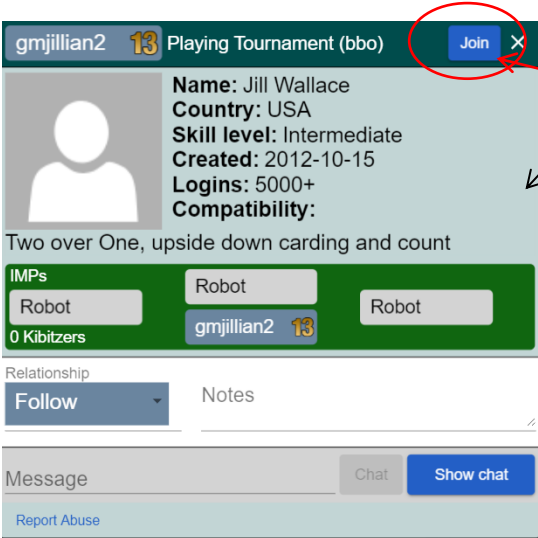 gmjillian2 13 Playing Tournament (bbo) Join ×
Name: Jill Wallace
Country: USA
Skill level: Intermediate
Created: 2012-10-15
Logins: 5000+
Compatibility:
Two over One, upside down carding and count
IMPs
Robot
Robot
Robot
gmjillian2 13
0 Kibitzers
Relationship
Follow
Notes
Message
Chat
Show chat
Report Abuse